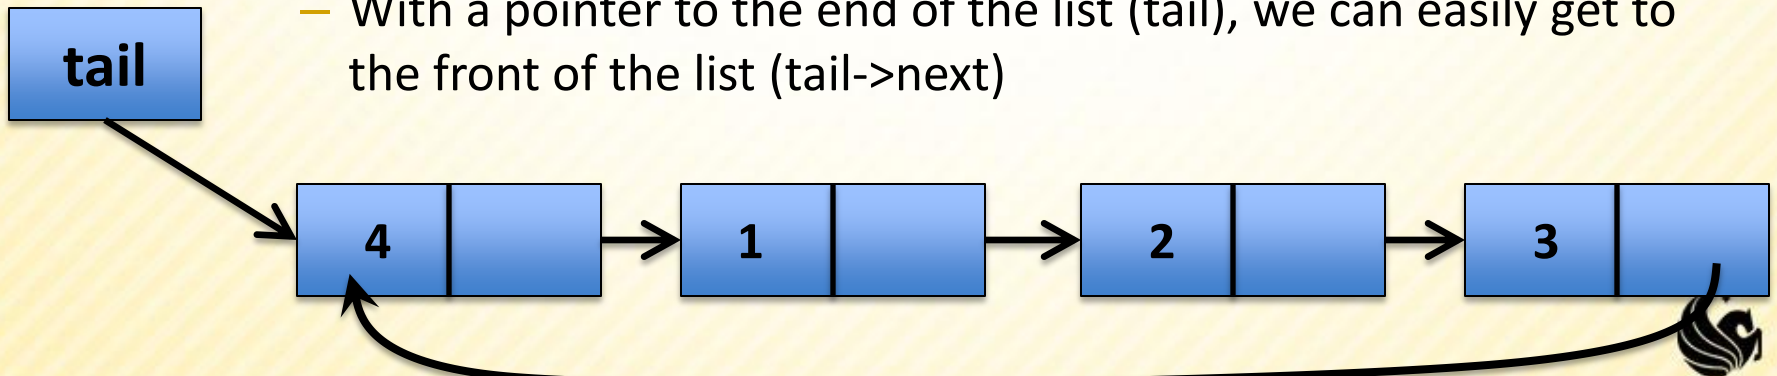 – With a pointer to the end of the list (tail), we can easily get to
the front of the list (tail->next)
tail
4 1 2 3